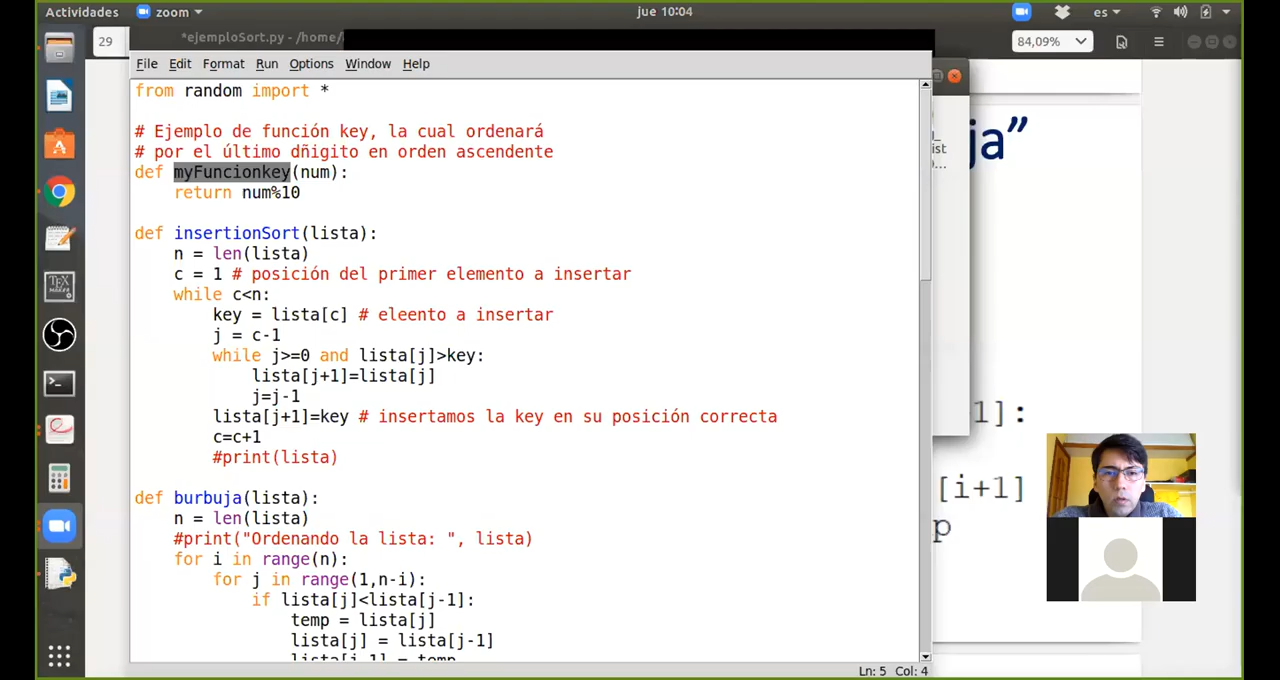 Actividades zoom jue 10:04 es
29 *ejemploSort.py - /home/ 84,09%
File Edit Format Run Options Window Help
from random import *
# Ejemplo de función key, la cual ordenará
# por el último dñigito en orden ascendente
def myFuncionkey(num):
return num%10
def insertionSort(lista):
n = len(lista)
c = 1 # posición del primer elemento a insertar
while c<n:
key = lista[c] # eleento a insertar
j = c-1
while j>=0 and lista[j]>key:
lista[j+1]=lista[j]
j=j-1
lista[j+1]=key # insertamos la key en su posición correcta
c=c+1
#print(lista)
def burbuja(lista):
n = len(lista)
#print("Ordenando la lista: ", lista)
for i in range(n):
for j in range(1,n-i):
if lista[j]<lista[j-1]:
temp = lista[j]
lista[j] = lista[j-1]
lista[j-1] = temp
Ln: 5 Col: 4
ja”
ist
1]:
[i+1]
p
TEX